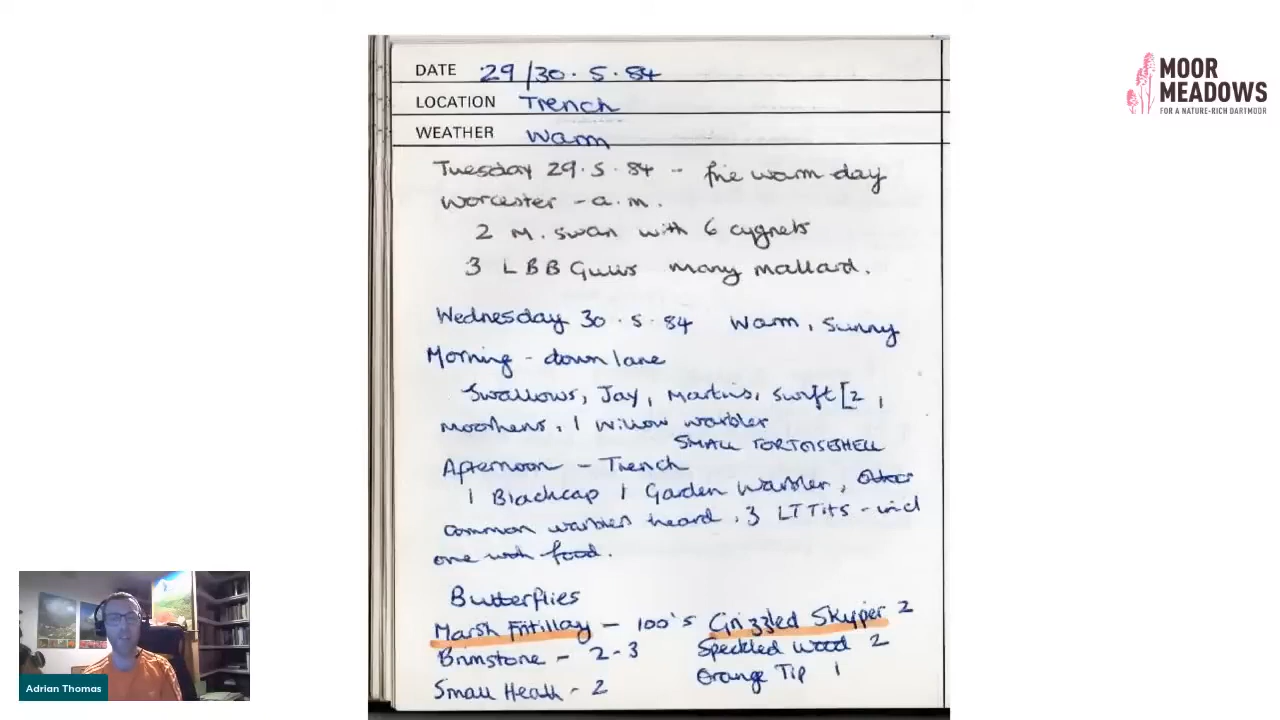 DATE 29/30.5.84
LOCATION Trench
WEATHER Warm
Tuesday 29.5.84 - fine warm day
Worcester - a.m.
2 M. swan with 6 cygnets
3 LBB Gulls many mallard.
Wednesday 30.5.84 Warm, sunny
Morning - down lane
Swallows, Jay, Martins, swift [2,
moorhens, 1 willow warbler
SMALL TORTOISESHELL
Afternoon - Trench
1 Blackcap 1 Garden Warbler, other
common warblers heard, 3 LT Tits - incl
one with food.
Butterflies
Marsh Fritillay - 100's Grizzled Skyper 2
Brimstone - 2-3 Speckled Wood 2
Small Heath - 2 Orange Tip 1
MOOR
MEADOWS
FOR A NATURE-RICH DARTMOOR
Adrian Thomas